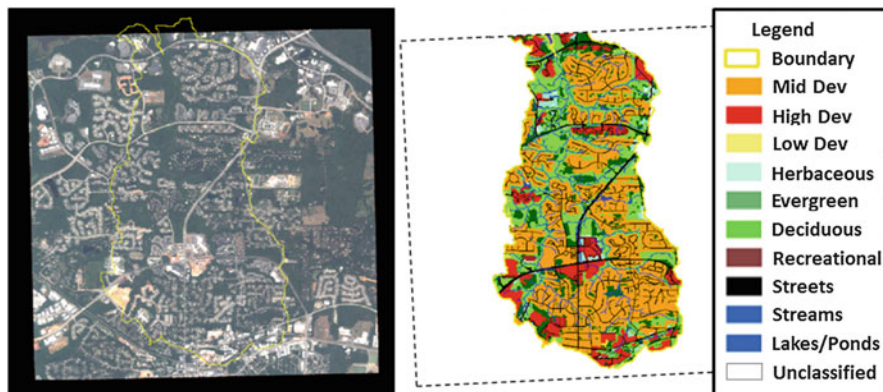 Legend
Boundary
Mid Dev
High Dev
Low Dev
Herbaceous
Evergreen
Deciduous
Recreational
Streets
Streams
Lakes/Ponds
Unclassified